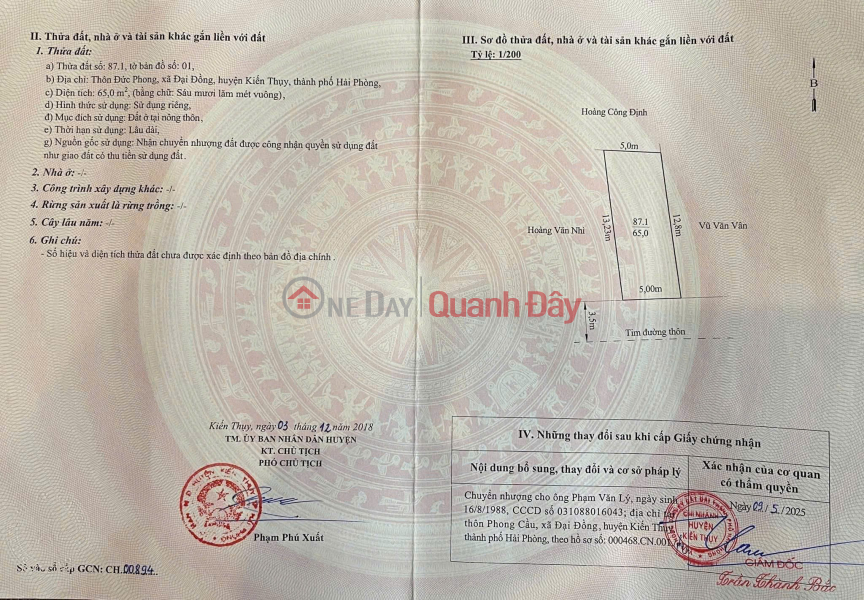 II. Thửa đất, nhà ở và tài sản khác gắn liền với đất
1. Thửa đất:
a) Thửa đất số: 87.1, tờ bản đồ số: 01,
b) Địa chỉ: Thôn Đức Phong, xã Đại Đồng, huyện Kiến Thụy, thành phố Hải Phòng,
c) Diện tích: 65,0 m², (bằng chữ: Sáu mươi lăm mét vuông),
d) Hình thức sử dụng: Sử dụng riêng,
đ) Mục đích sử dụng: Đất ở tại nông thôn,
e) Thời hạn sử dụng: Lâu dài,
g) Nguồn gốc sử dụng: Nhận chuyển nhượng đất được công nhận quyền sử dụng đất
như giao đất có thu tiền sử dụng đất.
2. Nhà ở: -/-
3. Công trình xây dựng khác: -/-
4. Rừng sản xuất là rừng trồng: -/-
5. Cây lâu năm: -/-
6. Ghi chú:
- Số hiệu và diện tích thửa đất chưa được xác định theo bản đồ địa chính .
Kiến Thụy, ngày 03 tháng 12 năm 2018
TM. ỦY BAN NHÂN DÂN HUYỆN
KT. CHỦ TỊCH
PHÓ CHỦ TỊCH
Phạm Phú Xuất
Số vào sổ cấp GCN: CH.00894..
III. Sơ đồ thửa đất, nhà ở và tài sản khác gắn liền với đất
Tỷ lệ: 1/200
B
Hoàng Công Định
5,0m
Hoàng Văn Nhi
13,23m
87.1
65,0
12,8m
Vũ Văn Vân
5,00m
3,5m
Tim đường thôn
ONE DAY Quanh Đây
IV. Những thay đổi sau khi cấp Giấy chứng nhận
Nội dung bổ sung, thay đổi và cơ sở pháp lý
Xác nhận của cơ quan
có thẩm quyền
Chuyển nhượng cho ông Phạm Văn Lý, ngày sinh
16/8/1988, CCCD số 031088016043; địa chỉ tại
thôn Phong Cầu, xã Đại Đồng, huyện Kiến Thụy,
thành phố Hải Phòng, theo hồ sơ số: 000468.CN.001
Ngày 09/5/2025
CHI NHÁNH
HUYỆN
KIẾN THỤY
GIÁM ĐỐC
Trần Thanh Bắc